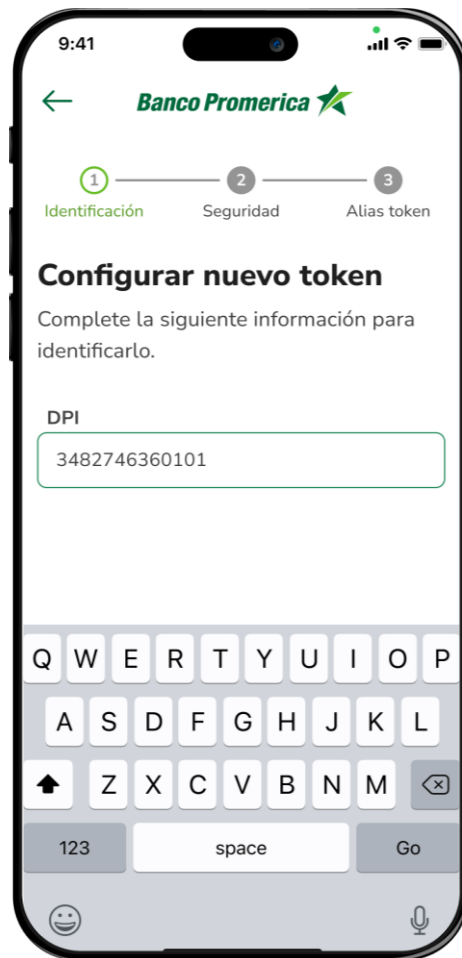 9:41
Banco Promerica
1 2 3
Identificación Seguridad Alias token
Configurar nuevo token
Complete la siguiente información para
identificarlo.
DPI
3482746360101
Q W E R T Y U I O P
A S D F G H J K L
Z X C V B N M
123 space Go